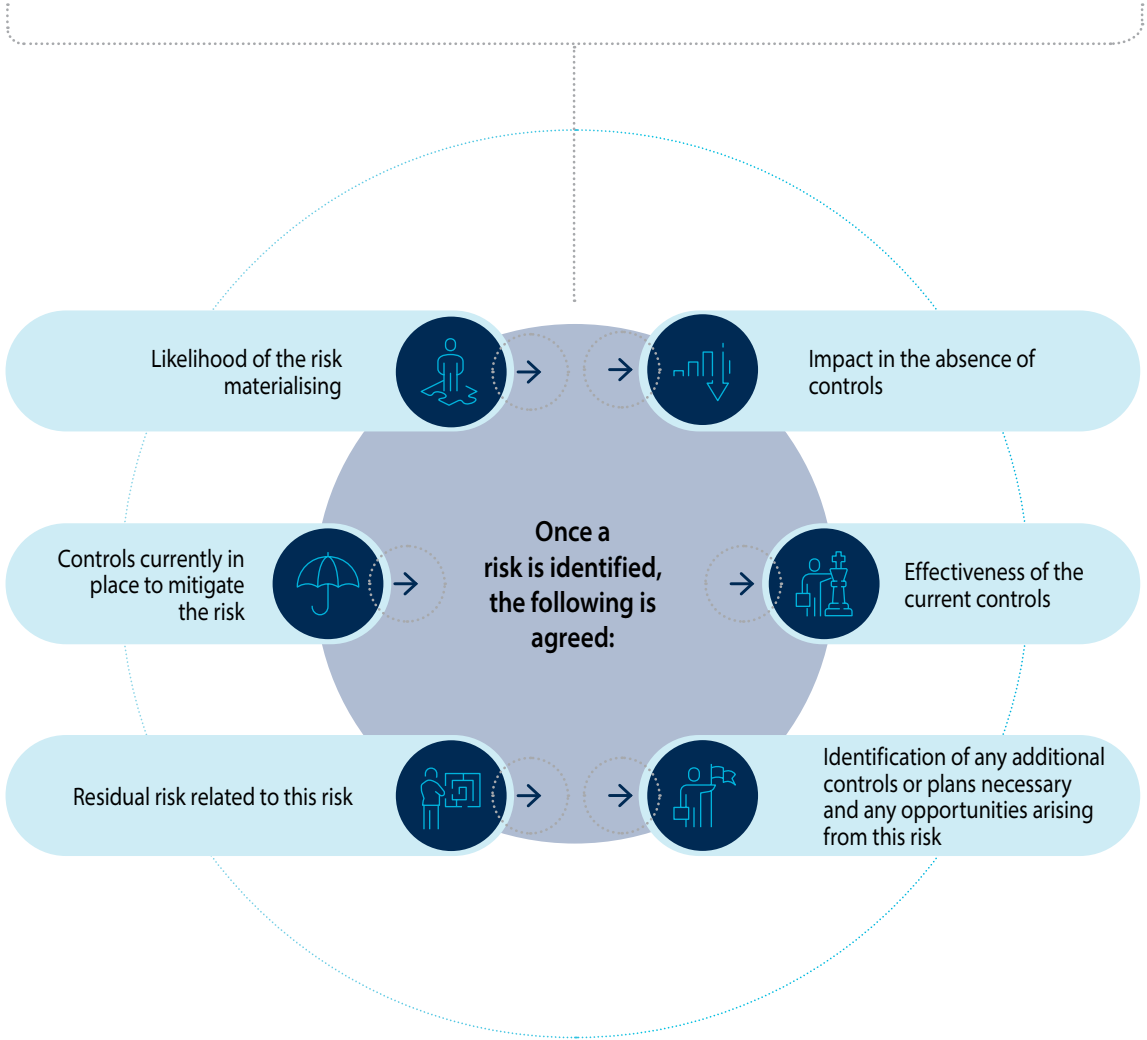 Likelihood of the risk
materialising
Impact in the absence of
controls
Controls currently in
place to mitigate
the risk
Once a
risk is identified,
the following is
agreed:
Effectiveness of the
current controls
Residual risk related to this risk
Identification of any additional
controls or plans necessary
and any opportunities arising
from this risk